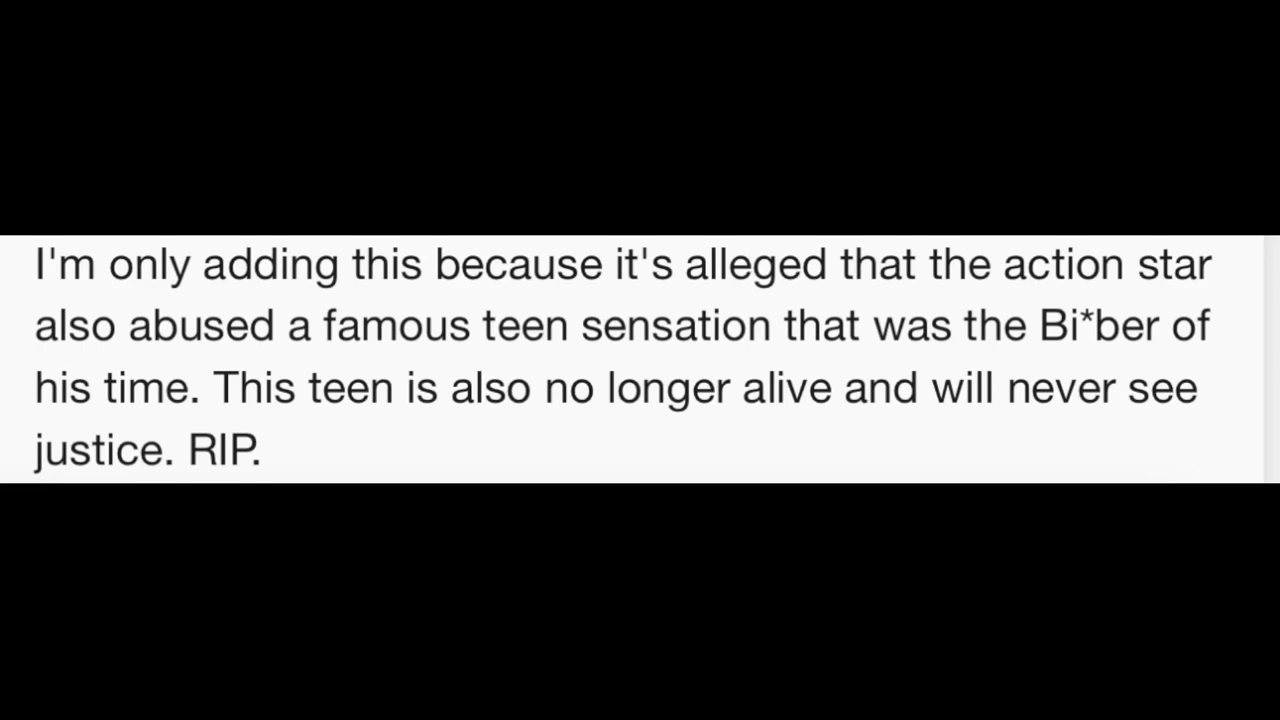 I'm only adding this because it's alleged that the action star
also abused a famous teen sensation that was the Bi*ber of
his time. This teen is also no longer alive and will never see
justice. RIP.